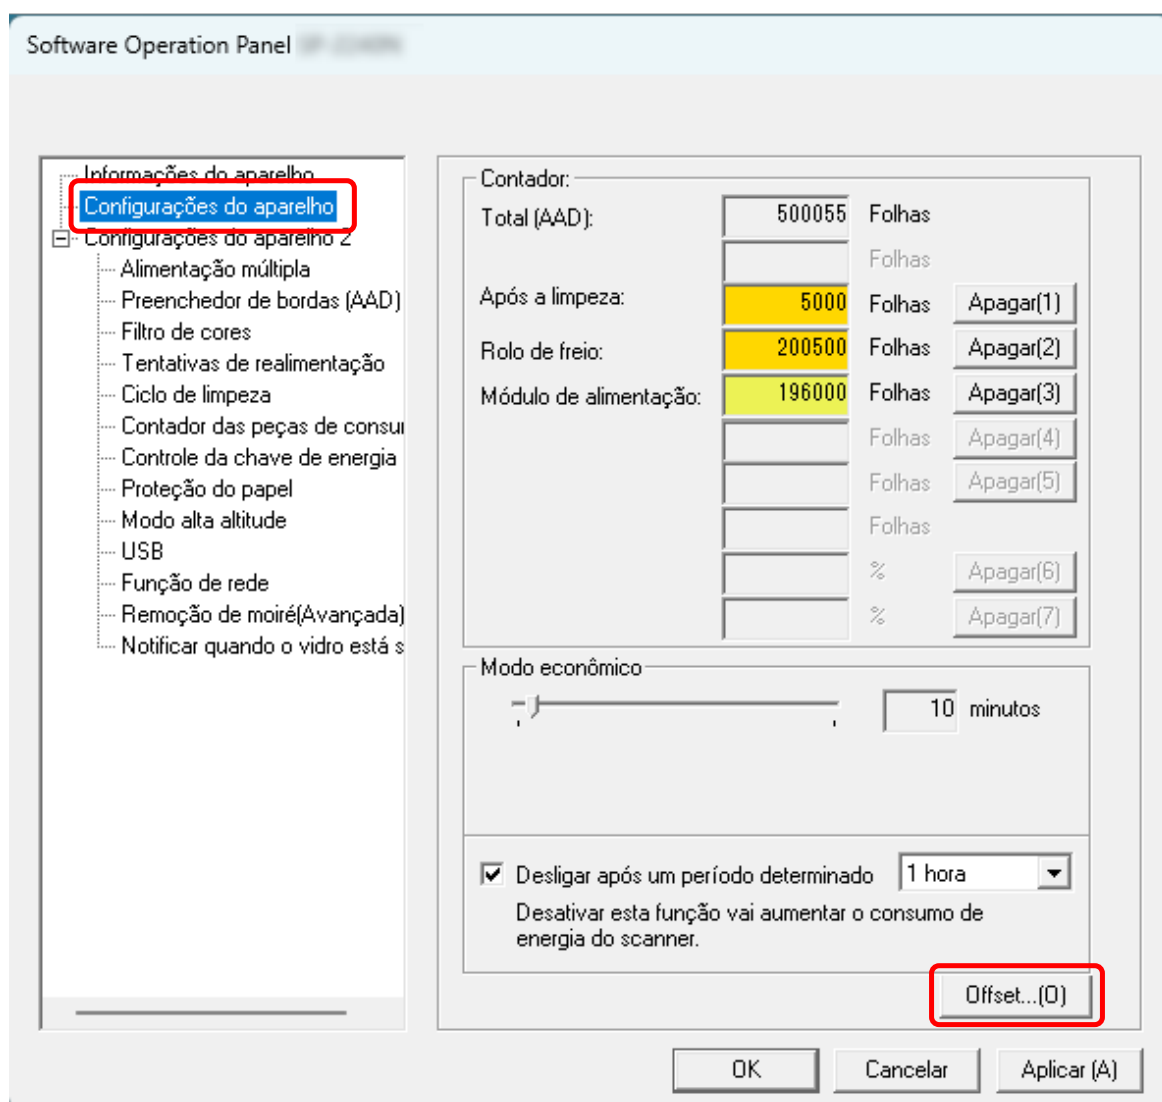 Software Operation Panel
Informações do aparelho
Configurações do aparelho
Configurações do aparelho 2
Alimentação múltipla
Preenchedor de bordas (AAD)
Filtro de cores
Tentativas de realimentação
Ciclo de limpeza
Contador das peças de consu
Controle da chave de energia
Proteção do papel
Modo alta altitude
USB
Função de rede
Remoção de moiré(Avançada)
Notificar quando o vidro está s
Contador:
Total (AAD): 500055 Folhas
Folhas
Após a limpeza: 5000 Folhas Apagar(1)
Rolo de freio: 200500 Folhas Apagar(2)
Módulo de alimentação: 196000 Folhas Apagar(3)
Folhas Apagar(4)
Folhas Apagar(5)
Folhas
% Apagar(6)
% Apagar(7)
Modo econômico
10 minutos
Desligar após um período determinado 1 hora
Desativar esta função vai aumentar o consumo de
energia do scanner.
Offset...(O)
OK Cancelar Aplicar (A)